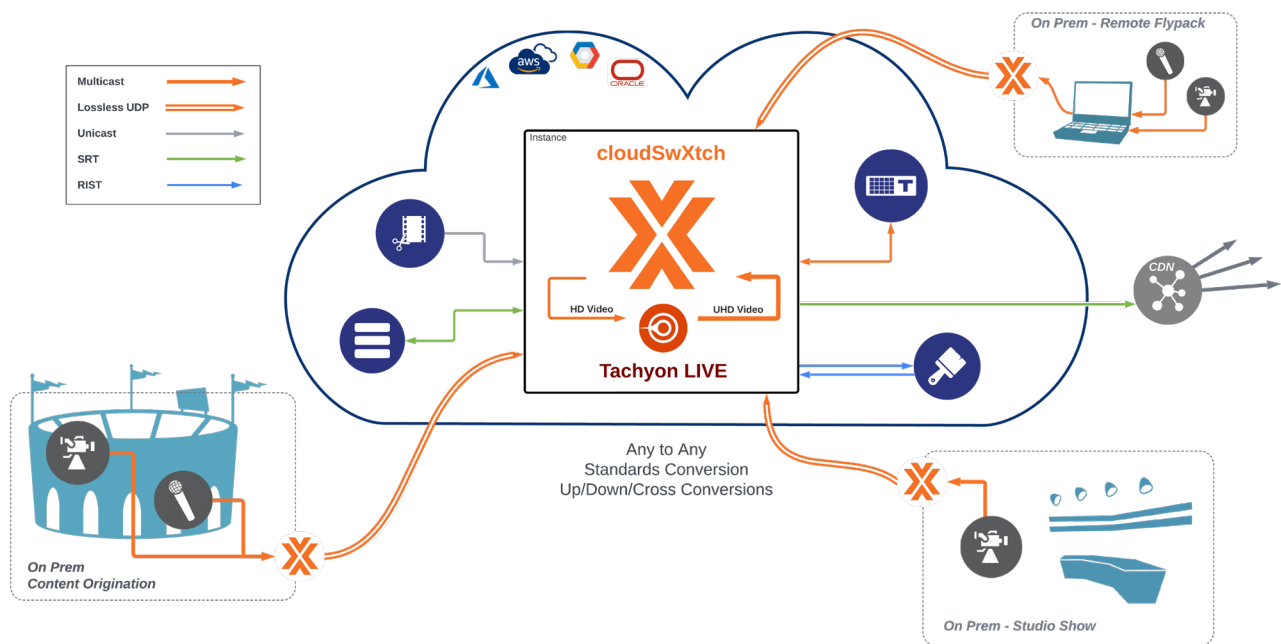 On Prem - Remote Flypack
aws
ORACLE
Multicast
Lossless UDP
Unicast
SRT
RIST
Instance
cloudSwXtch
T
CDN
HD Video
UHD Video
Tachyon LIVE
Any to Any
Standards Conversion
Up/Down/Cross Conversions
On Prem
Content Origination
On Prem - Studio Show